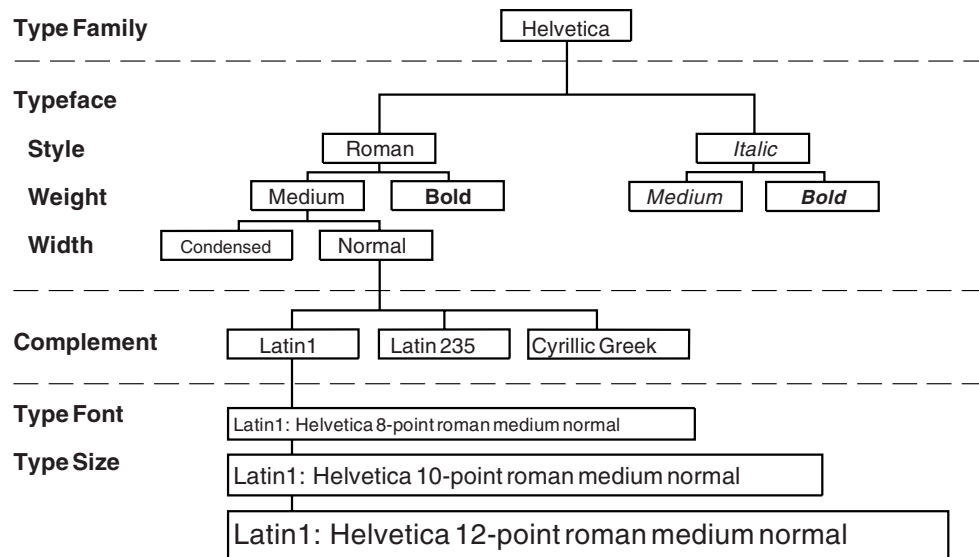 Type Family
Helvetica
Typeface
Style
Roman
Italic
Weight
Medium
Bold
Medium
Bold
Width
Condensed
Normal
Complement
Latin1
Latin 235
Cyrillic Greek
Type Font
Latin1: Helvetica 8-point roman medium normal
Type Size
Latin1: Helvetica 10-point roman medium normal
Latin1: Helvetica 12-point roman medium normal